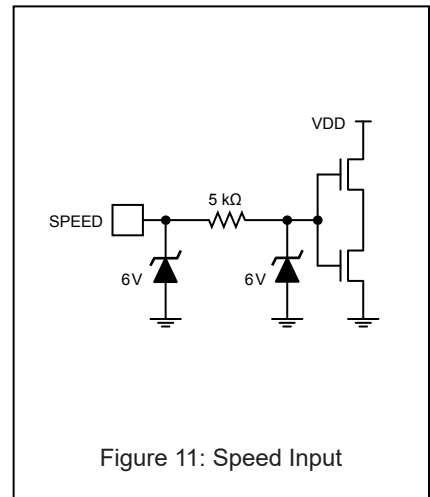 VDD
5 kΩ
SPEED
6V
6V
Figure 11: Speed Input